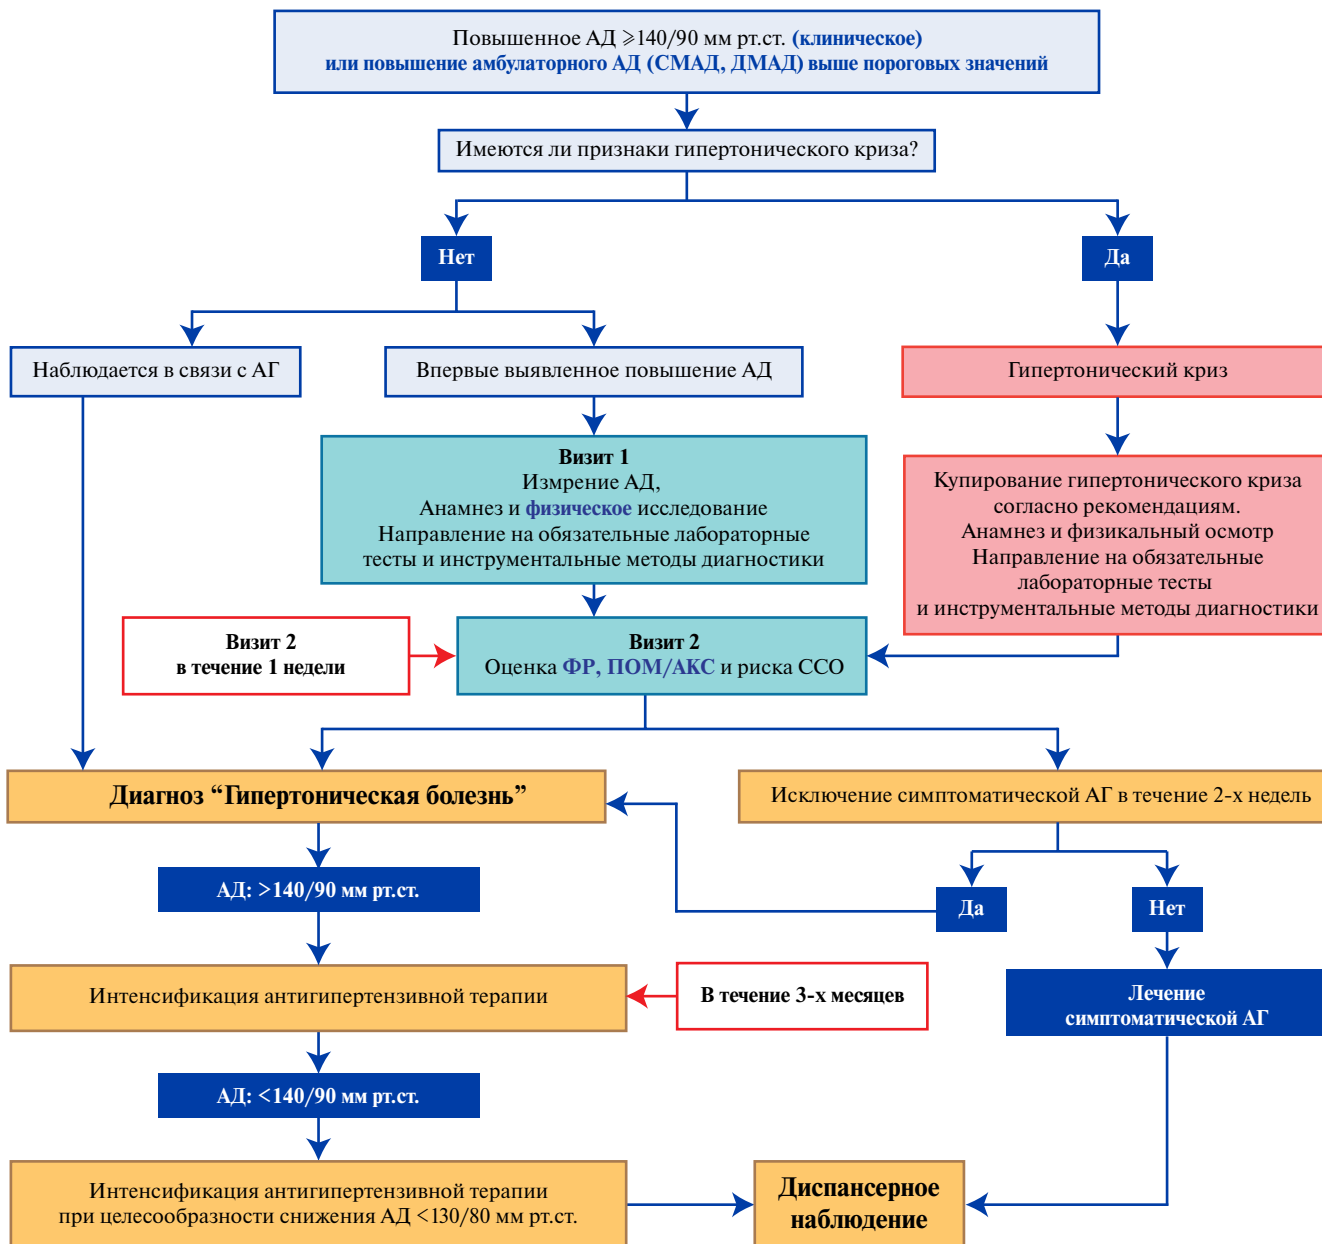 Повышенное АД ⩾140/90 мм рт.ст. (клиническое)
или повышение амбулаторного АД (СМАД, ДМАД) выше пороговых значений
Имеются ли признаки гипертонического криза?
Нет
Да
Наблюдается в связи с АГ
Впервые выявленное повышение АД
Гипертонический криз
Визит 1
Измрение АД,
Анамнез и физическое исследование
Направление на обязательные лабораторные
тесты и инструментальные методы диагностики
Купирование гипертонического криза
согласно рекомендациям.
Анамнез и физикальный осмотр
Направление на обязательные
лабораторные тесты
и инструментальные методы диагностики
Визит 2
в течение 1 недели
Визит 2
Оценка ФР, ПОМ/АКС и риска ССО
Диагноз “Гипертоническая болезнь”
Исключение симптоматической АГ в течение 2-х недель
АД: >140/90 мм рт.ст.
Да
Нет
Интенсификация антигипертензивной терапии
В течение 3-х месяцев
Лечение
симптоматической АГ
АД: <140/90 мм рт.ст.
Интенсификация антигипертензивной терапии
при целесообразности снижения АД <130/80 мм рт.ст.
Диспансерное
наблюдение